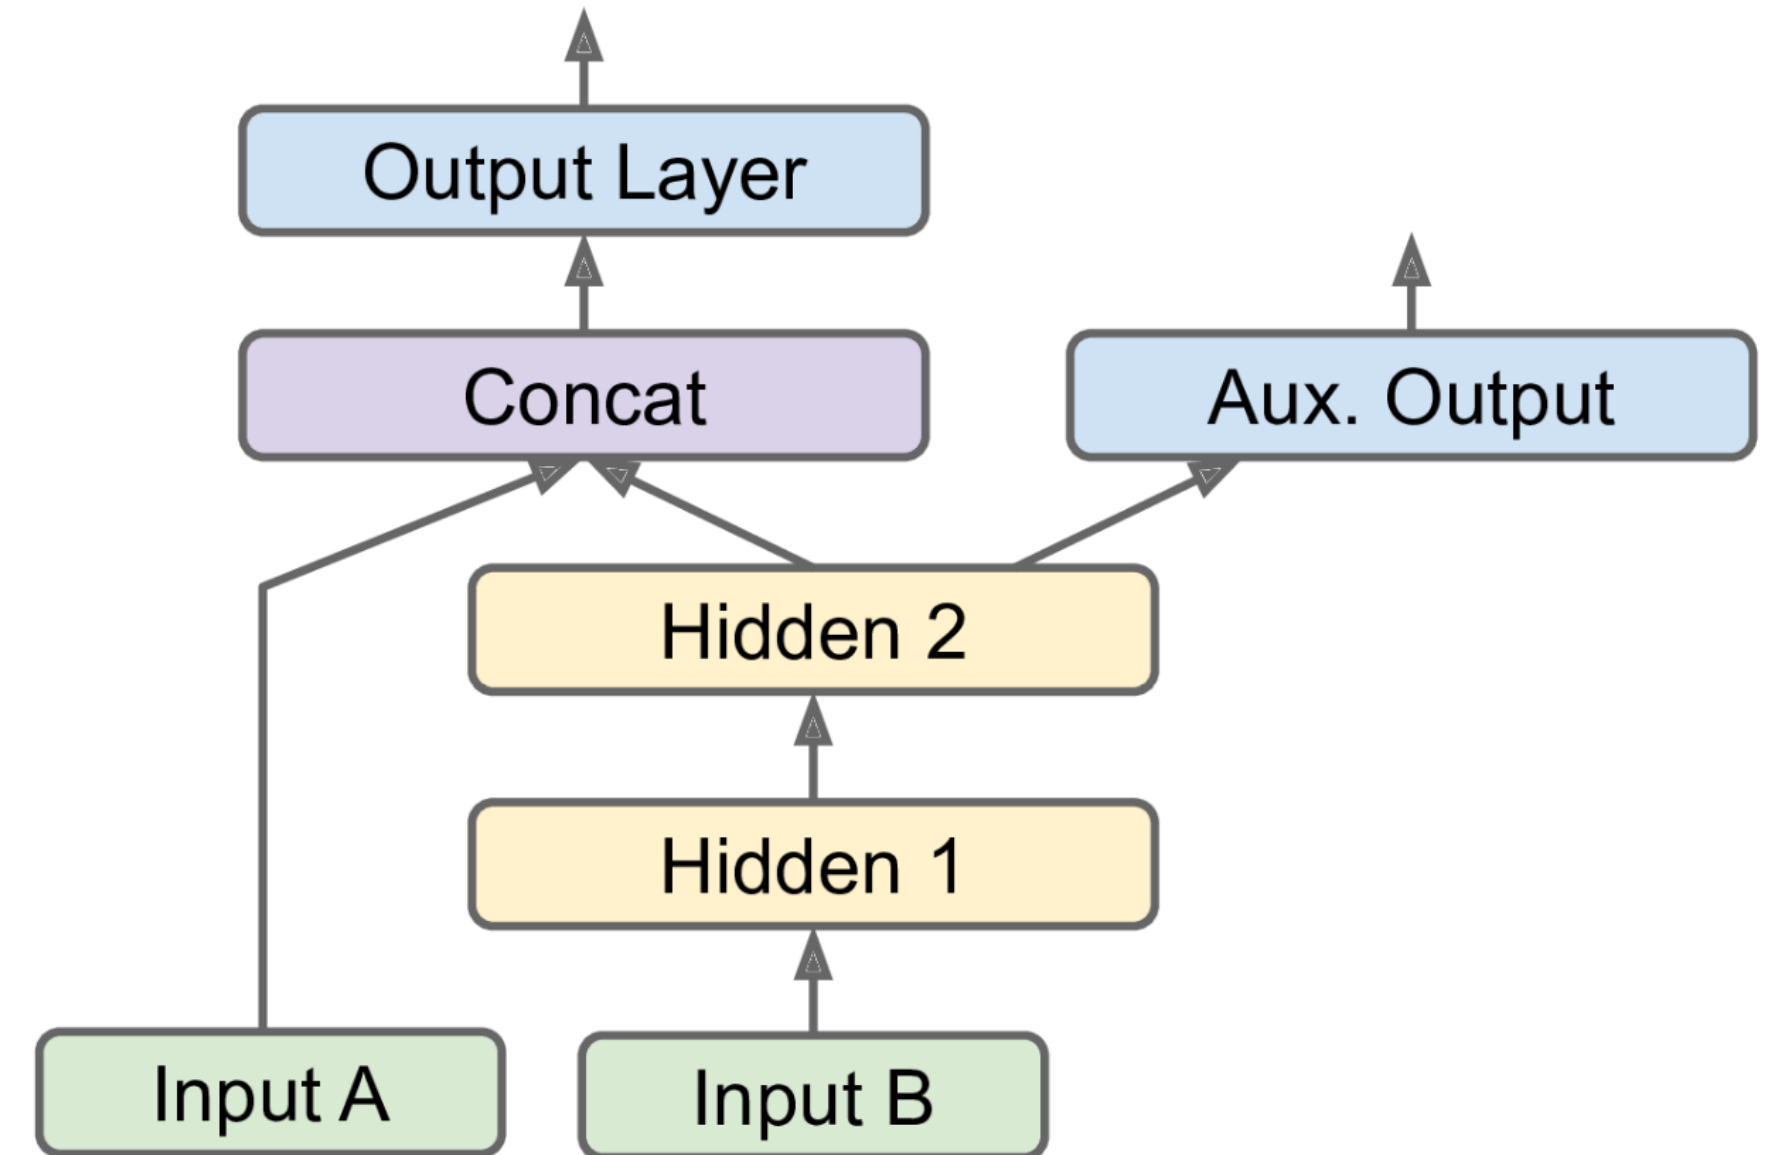 Output Layer
Concat
Aux. Output
Hidden 2
Hidden 1
Input A
Input B